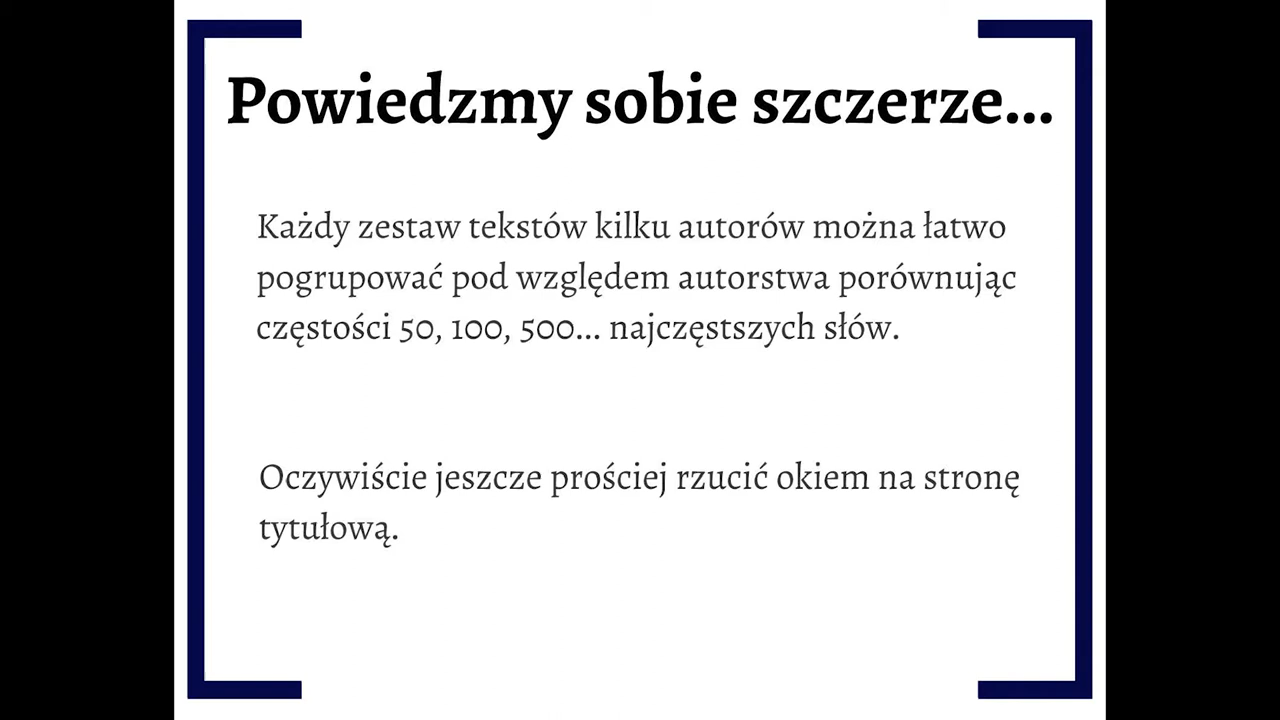 Powiedzmy sobie szczerze...
Każdy zestaw tekstów kilku autorów można łatwo
pogrupować pod względem autorstwa porównując
częstości 50, 100, 500... najczęstszych słów.
Oczywiście jeszcze prościej rzucić okiem na stronę
tytułową.